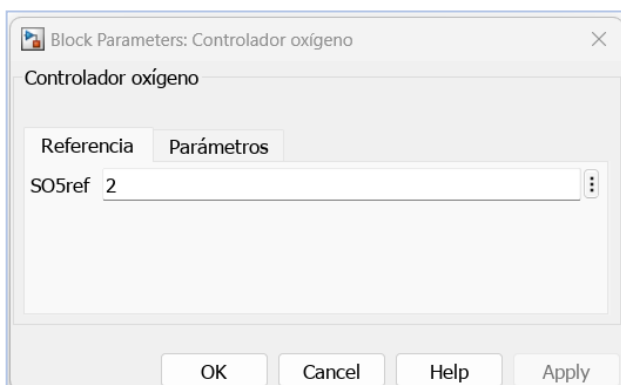 Block Parameters: Controlador oxígeno
Controlador oxígeno
Referencia Parámetros
SO5ref 2
OK Cancel Help Apply